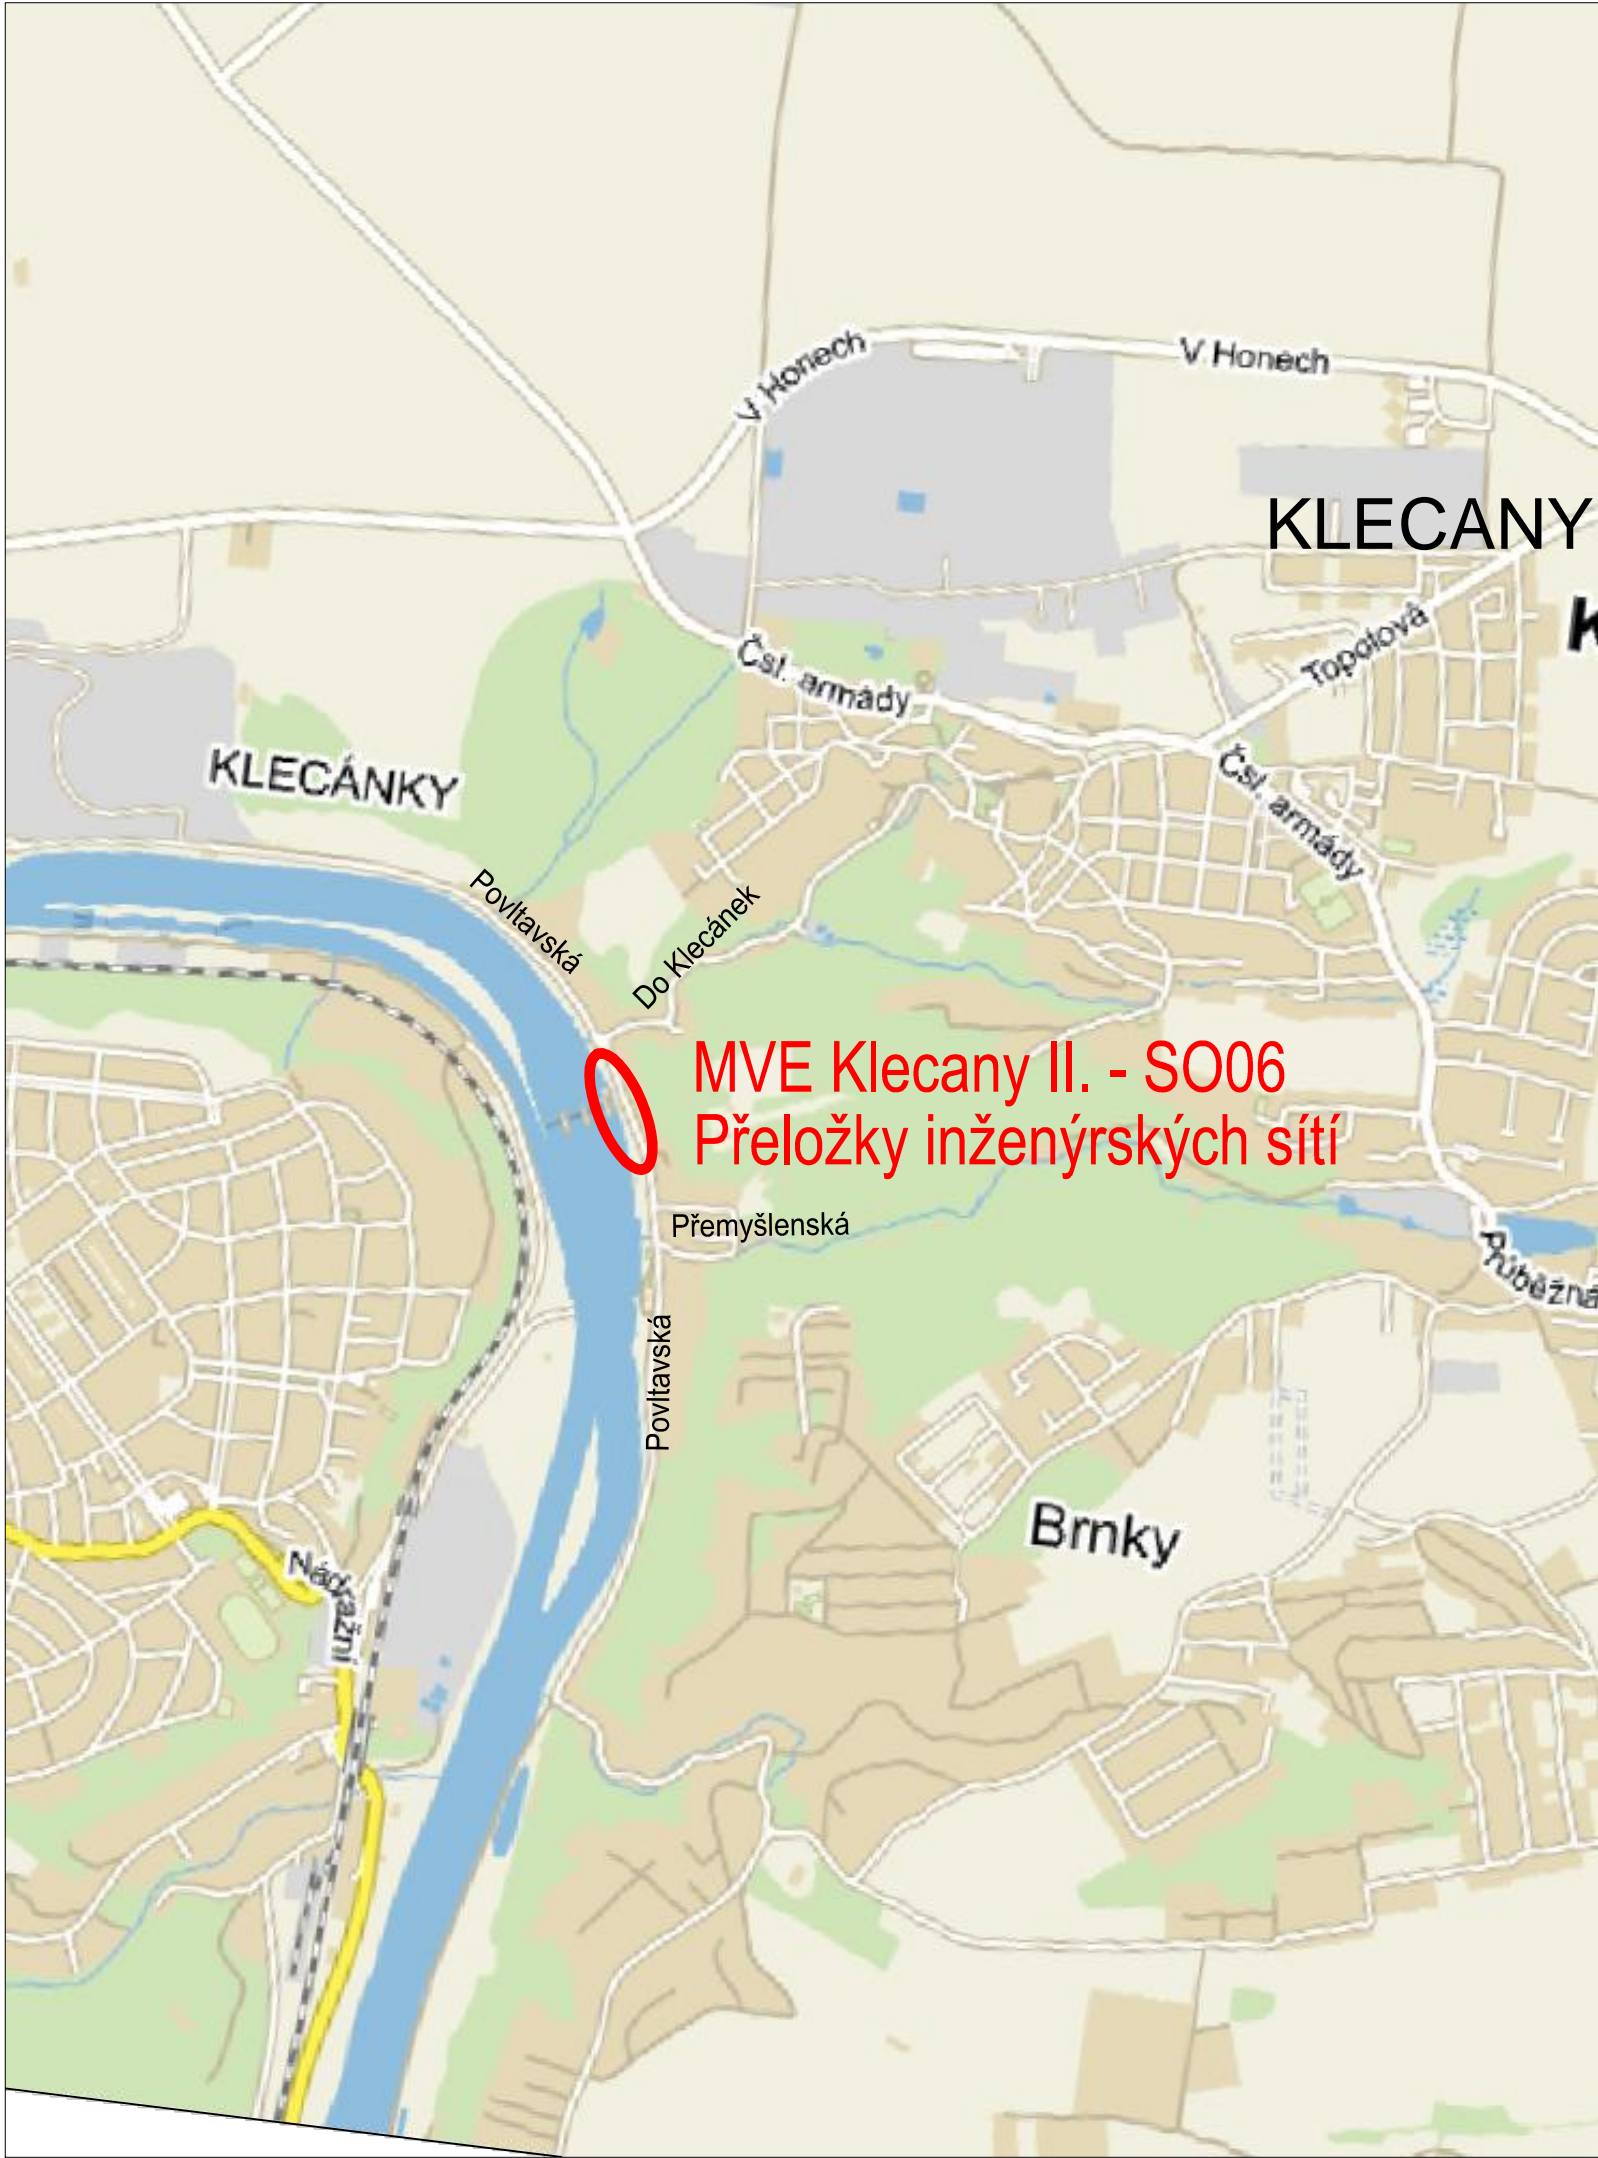 V Honech
V Honech
KLECANY
K
Topolová
Čsl. armády
KLECÁNKY
Čsl. armády
Povltavská
Do Klecánek
MVE Klecany II. - SO06
Přeložky inženýrských sítí
Přemyšlenská
Průběžná
Povltavská
Brnky
Nádražní